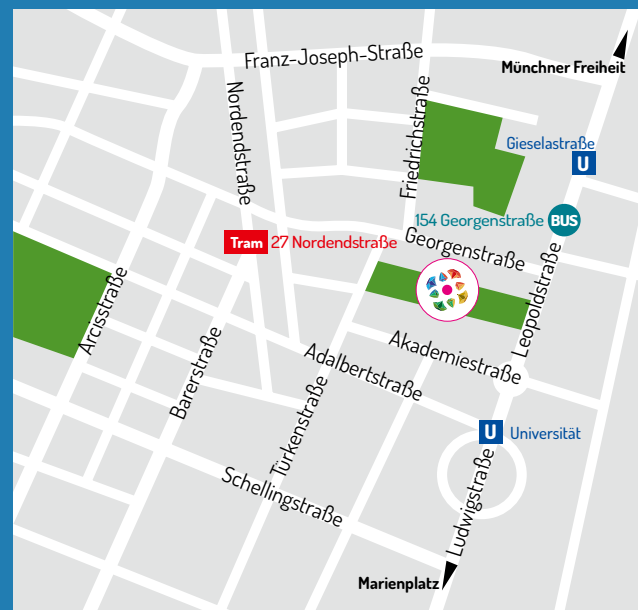 Franz-Joseph-Straße
Münchner Freiheit
Nordendstraße
Friedrichstraße
Gieselastraße
U
154 Georgenstraße BUS
Tram 27 Nordendstraße
Georgenstraße
Arcisstraße
Leopoldstraße
Barerstraße
Adalbertstraße
Akademiestraße
Türkenstraße
U Universität
Schellingstraße
Ludwigstraße
Marienplatz